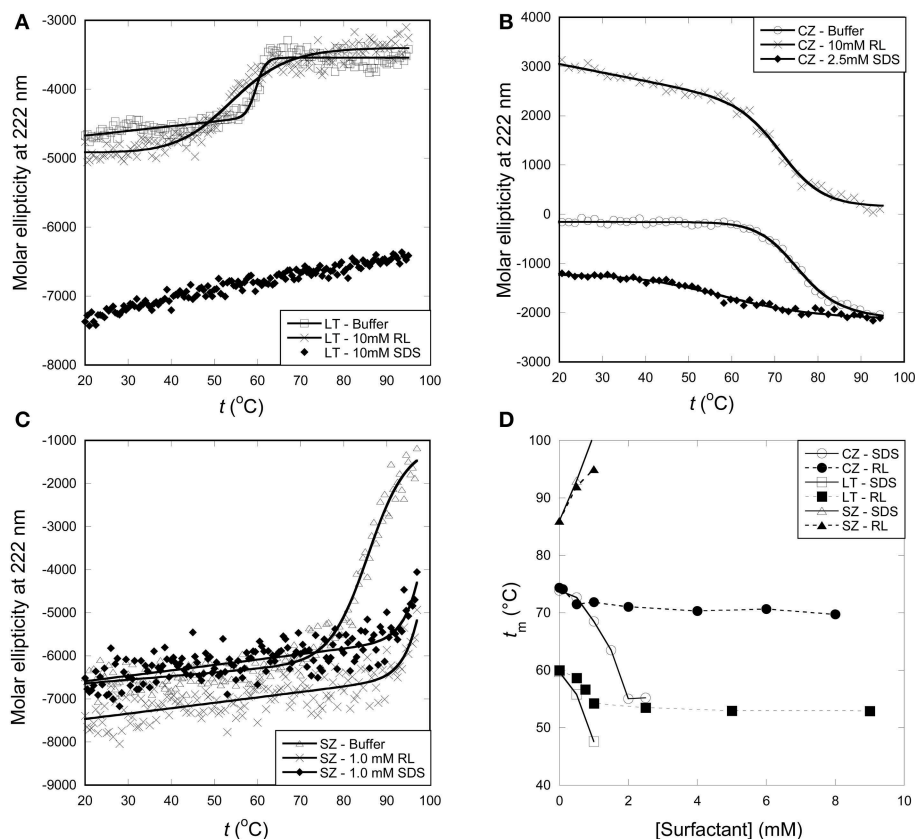 A
Molar ellipticity at 222 nm
-3000
-4000
-5000
-6000
-7000
-8000
LT - Buffer
LT - 10mM RL
LT - 10mM SDS
20 30 40 50 60 70 80 90 100
t (°C)
B
Molar ellipticity at 222 nm
4000
3000
2000
1000
0
-1000
-2000
-3000
CZ - Buffer
CZ - 10mM RL
CZ - 2.5mM SDS
20 30 40 50 60 70 80 90 100
t (°C)
C
Molar ellipticity at 222 nm
-1000
-2000
-3000
-4000
-5000
-6000
-7000
-8000
-9000
SZ - Buffer
SZ - 1.0 mM RL
SZ - 1.0 mM SDS
20 30 40 50 60 70 80 90 100
t (°C)
D
tm (°C)
100
90
80
70
60
50
40
CZ - SDS
CZ - RL
LT - SDS
LT - RL
SZ - SDS
SZ - RL
0 2 4 6 8 10
[Surfactant] (mM)